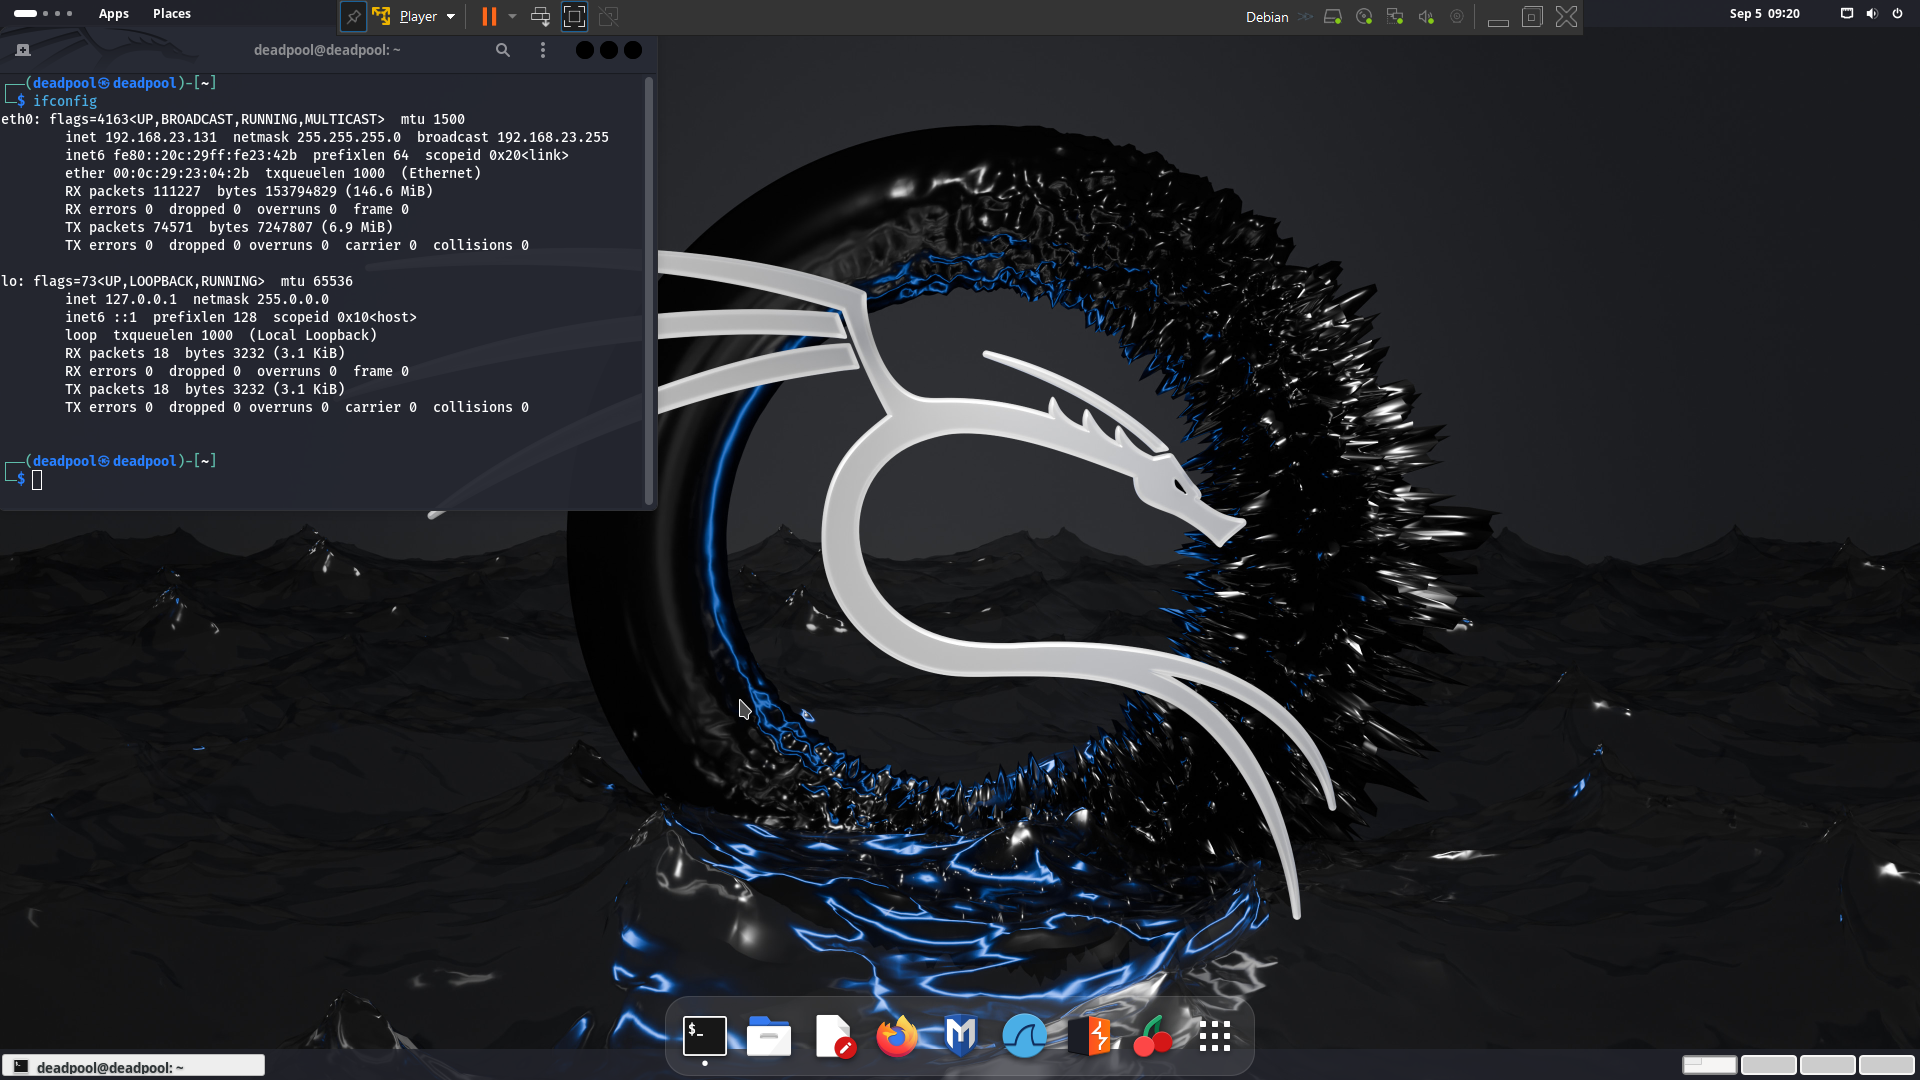 Apps Places
Player
Debian
Sep 5 09:20
deadpool@deadpool: ~
┌──(deadpool㉿deadpool)-[~]
└─$ ifconfig
eth0: flags=4163<UP,BROADCAST,RUNNING,MULTICAST>  mtu 1500
        inet 192.168.23.131  netmask 255.255.255.0  broadcast 192.168.23.255
        inet6 fe80::20c:29ff:fe23:42b  prefixlen 64  scopeid 0x20<link>
        ether 00:0c:29:23:04:2b  txqueuelen 1000  (Ethernet)
        RX packets 111227  bytes 153794829 (146.6 MiB)
        RX errors 0  dropped 0  overruns 0  frame 0
        TX packets 74571  bytes 7247807 (6.9 MiB)
        TX errors 0  dropped 0 overruns 0  carrier 0  collisions 0
lo: flags=73<UP,LOOPBACK,RUNNING>  mtu 65536
        inet 127.0.0.1  netmask 255.0.0.0
        inet6 ::1  prefixlen 128  scopeid 0x10<host>
        loop  txqueuelen 1000  (Local Loopback)
        RX packets 18  bytes 3232 (3.1 KiB)
        RX errors 0  dropped 0  overruns 0  frame 0
        TX packets 18  bytes 3232 (3.1 KiB)
        TX errors 0  dropped 0 overruns 0  carrier 0  collisions 0
┌──(deadpool㉿deadpool)-[~]
└─$
$_
deadpool@deadpool: ~